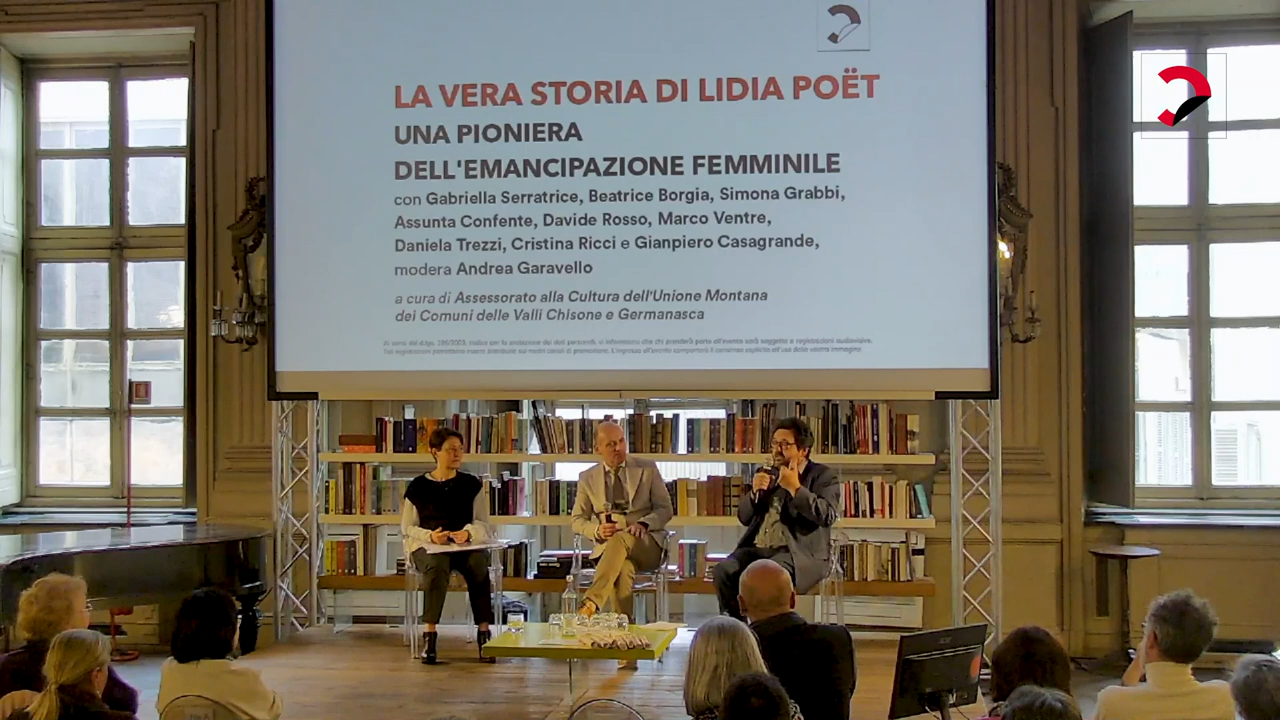 LA VERA STORIA DI LIDIA POËT
UNA PIONIERA
DELL'EMANCIPAZIONE FEMMINILE
con Gabriella Serratrice, Beatrice Borgia, Simona Grabbi,
Assunta Confente, Davide Rosso, Marco Ventre,
Daniela Trezzi, Cristina Ricci e Gianpiero Casagrande,
modera Andrea Garavello
a cura di Assessorato alla Cultura dell'Unione Montana
dei Comuni delle Valli Chisone e Germanasca